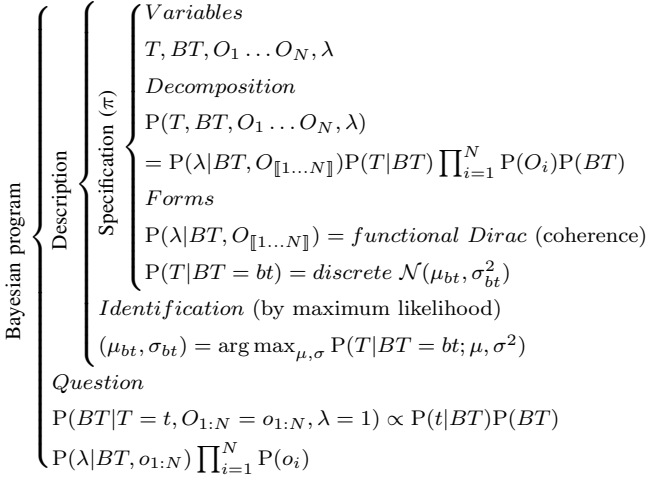 Bayesian program
Description
Specification (π)
Variables
T, BT, O₁ … O_N, λ
Decomposition
P(T, BT, O₁ … O_N, λ)
= P(λ|BT, O_⟦1…N⟧)P(T|BT) ∏_{i=1}^{N} P(O_i)P(BT)
Forms
P(λ|BT, O_⟦1…N⟧) = functional Dirac (coherence)
P(T|BT = bt) = discrete 𝒩(μ_bt, σ²_bt)
Identification (by maximum likelihood)
(μ_bt, σ_bt) = arg max_{μ,σ} P(T|BT = bt; μ, σ²)
Question
P(BT|T = t, O_{1:N} = o_{1:N}, λ = 1) ∝ P(t|BT)P(BT)
P(λ|BT, o_{1:N}) ∏_{i=1}^{N} P(o_i)